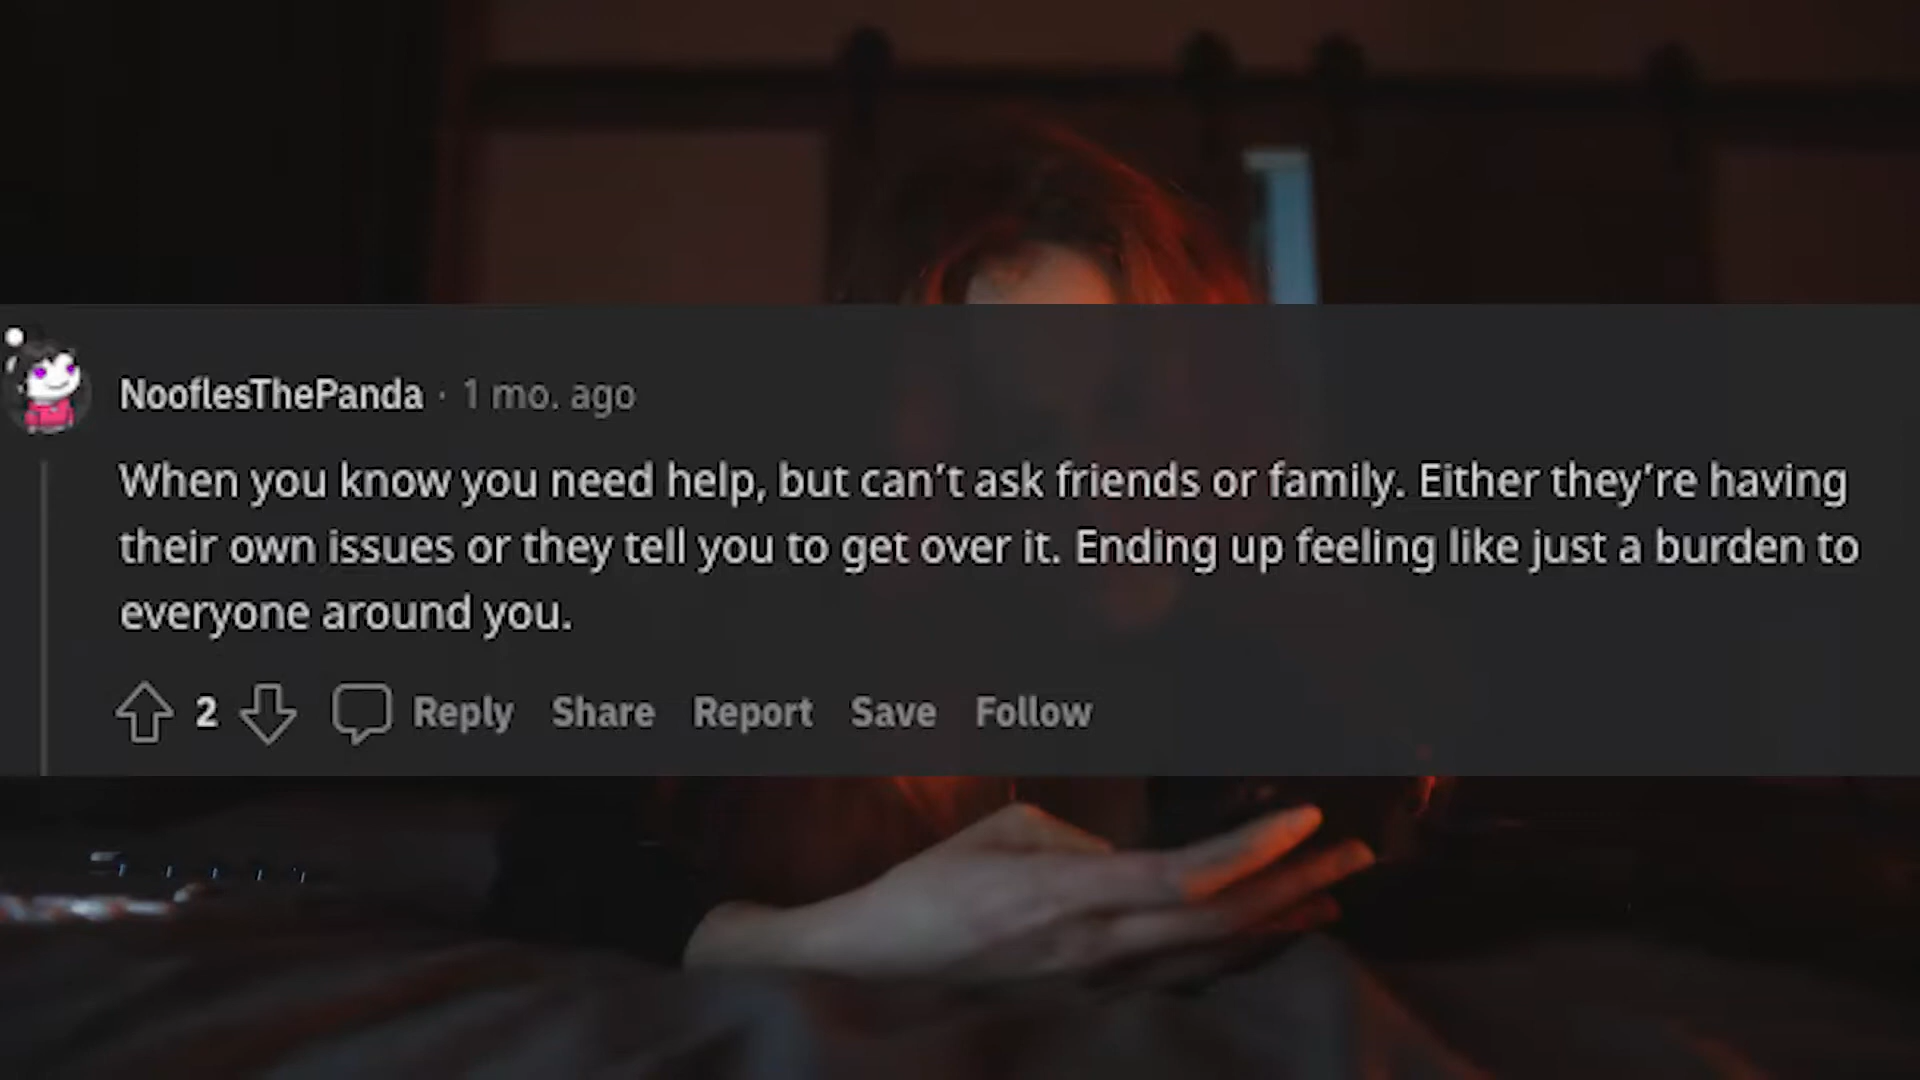 NooflesThePanda · 1 mo. ago
When you know you need help, but can’t ask friends or family. Either they’re having
their own issues or they tell you to get over it. Ending up feeling like just a burden to
everyone around you.
2 Reply Share Report Save Follow